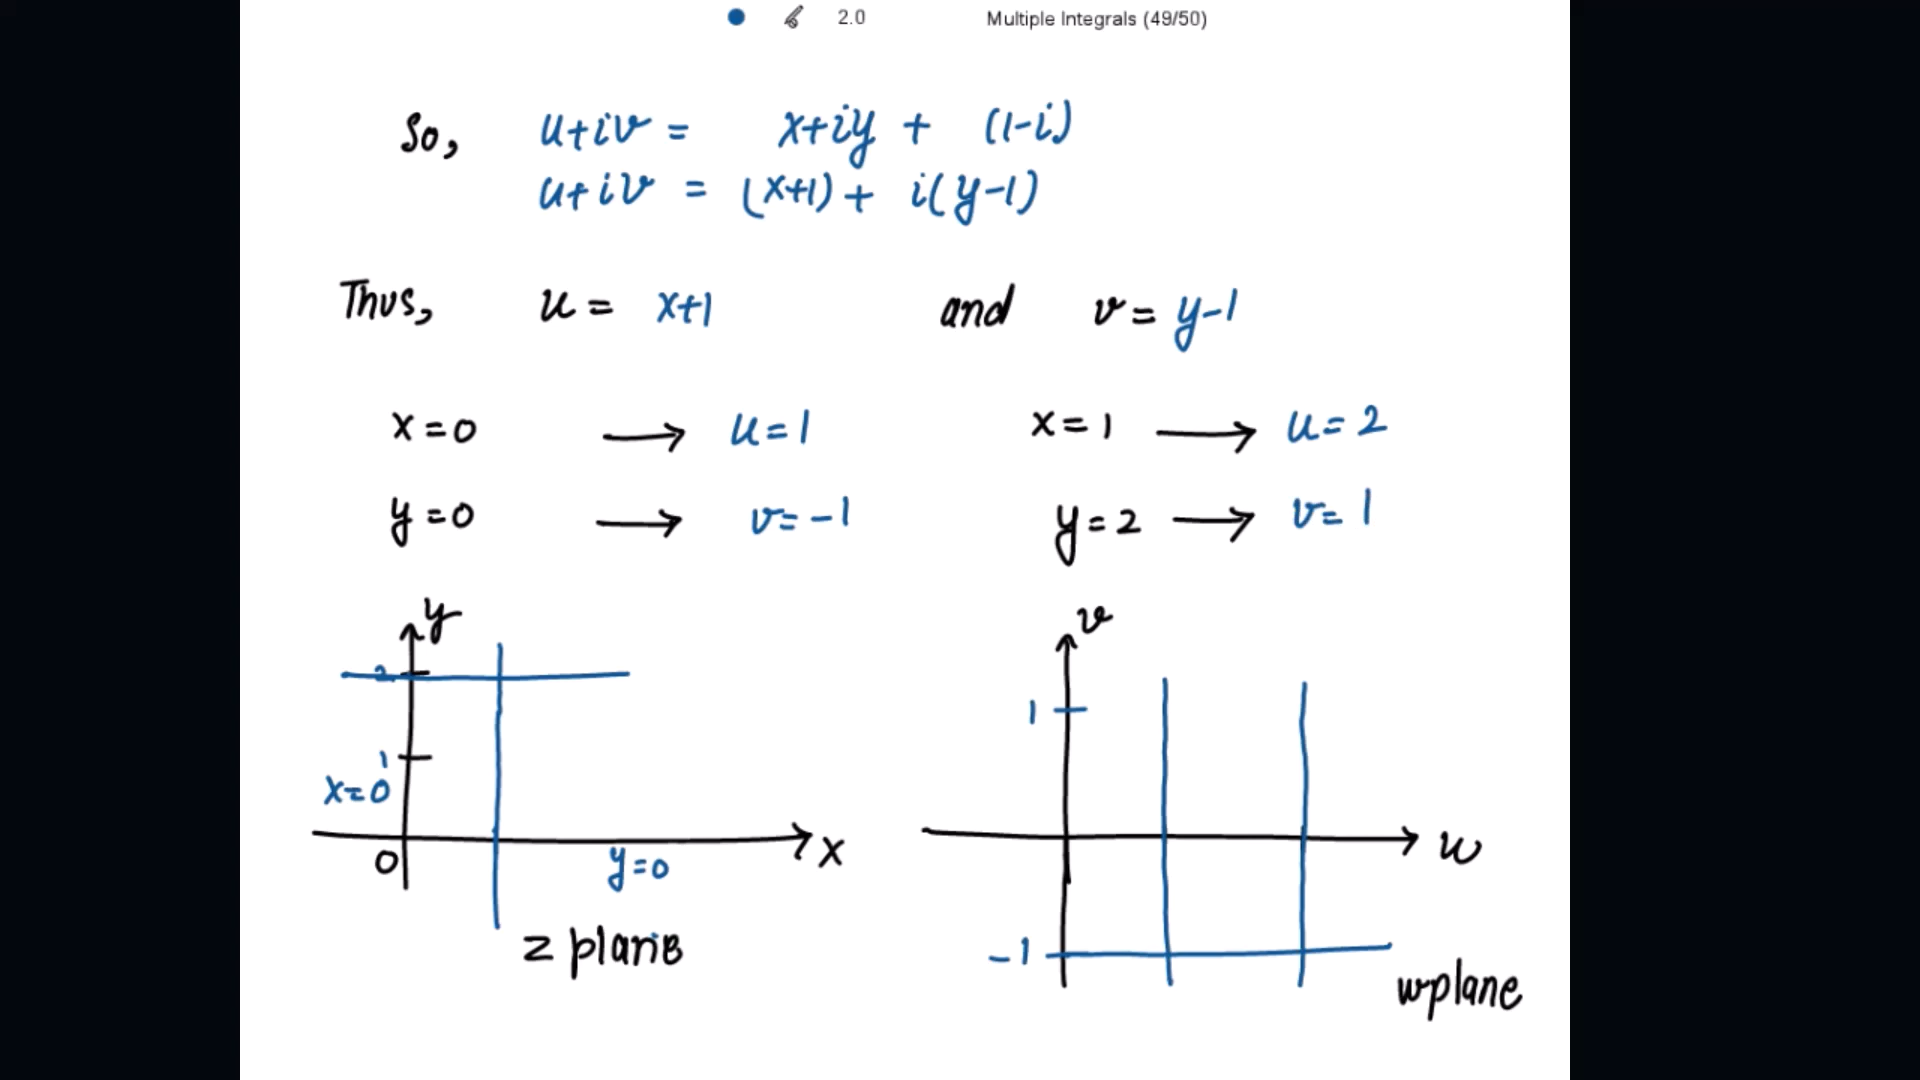 2.0 Multiple Integrals (49/50)
So, u+iv = x+iy + (1-i)
u+iv = (x+1) + i(y-1)
Thus, u = x+1 and v = y-1
x=0 → u=1 x=1 → u=2
y=0 → v=-1 y=2 → v=1
y v
2
1
1
x=0
0 y=0 x u
z plane
-1
wplane